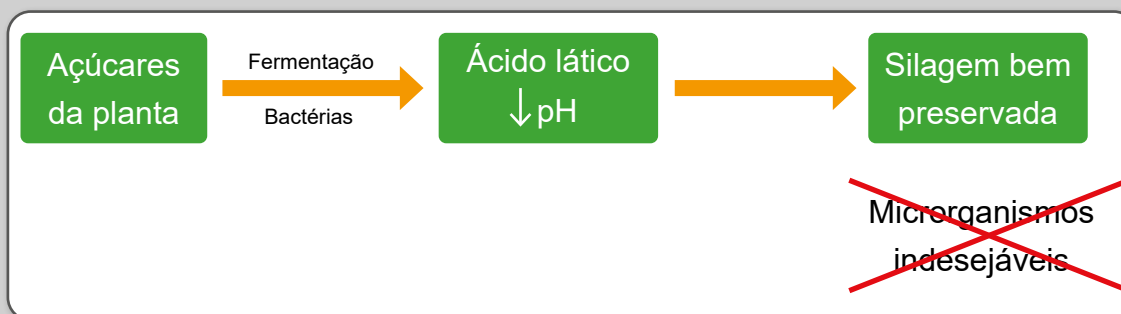 Açúcares
da planta
Fermentação
Bactérias
Ácido lático
↓ pH
Silagem bem
preservada
Microrganismos
indesejáveis